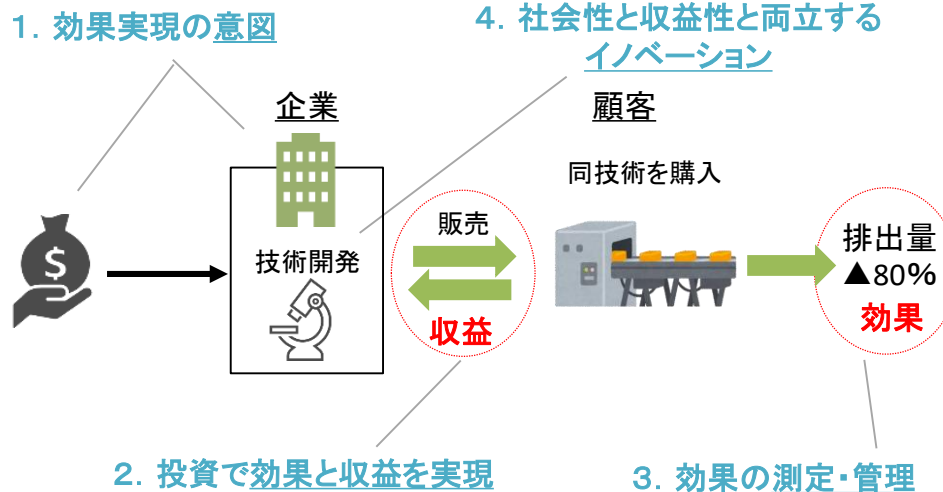 1．効果実現の意図
4．社会性と収益性と両立する
イノベーション
企業
顧客
同技術を購入
販売
技術開発
$
収益
排出量
▲80%
効果
2．投資で効果と収益を実現
3．効果の測定・管理